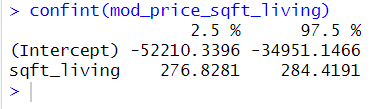 > confint(mod_price_sqft_living)
2.5 % 97.5 %
(Intercept) -52210.3396 -34951.1466
sqft_living 276.8281 284.4191
>